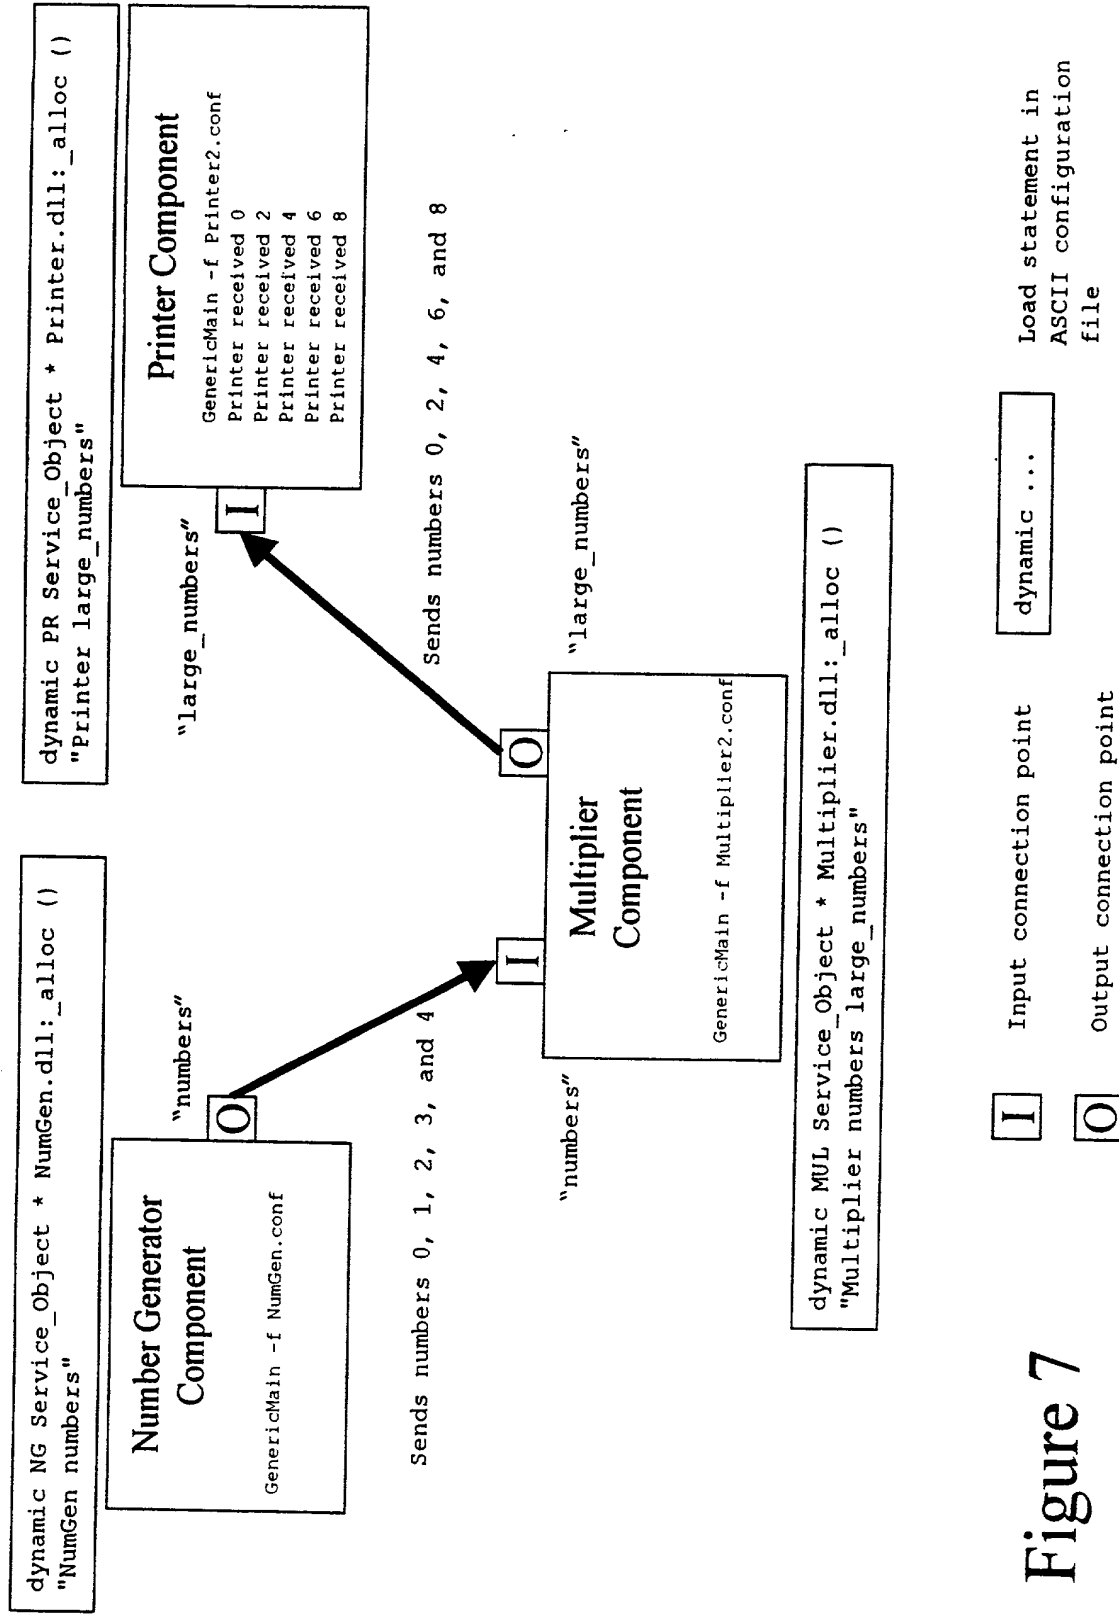 dynamic NG Service_Object * NumGen.dll:_alloc ()
"NumGen numbers"
Number Generator
Component
GenericMain -f NumGen.conf
O
"numbers"
Sends numbers 0, 1, 2, 3, and 4
dynamic PR Service_Object * Printer.dll:_alloc ()
"Printer large_numbers"
Printer Component
GenericMain -f Printer2.conf
Printer received 0
Printer received 2
Printer received 4
Printer received 6
Printer received 8
I
"large_numbers"
Sends numbers 0, 2, 4, 6, and 8
"numbers"
I
O
"large_numbers"
Multiplier
Component
GenericMain -f Multiplier2.conf
dynamic MUL Service_Object * Multiplier.dll:_alloc ()
"Multiplier numbers large_numbers"
Figure 7
I
Input connection point
O
Output connection point
dynamic ...
Load statement in
ASCII configuration
file